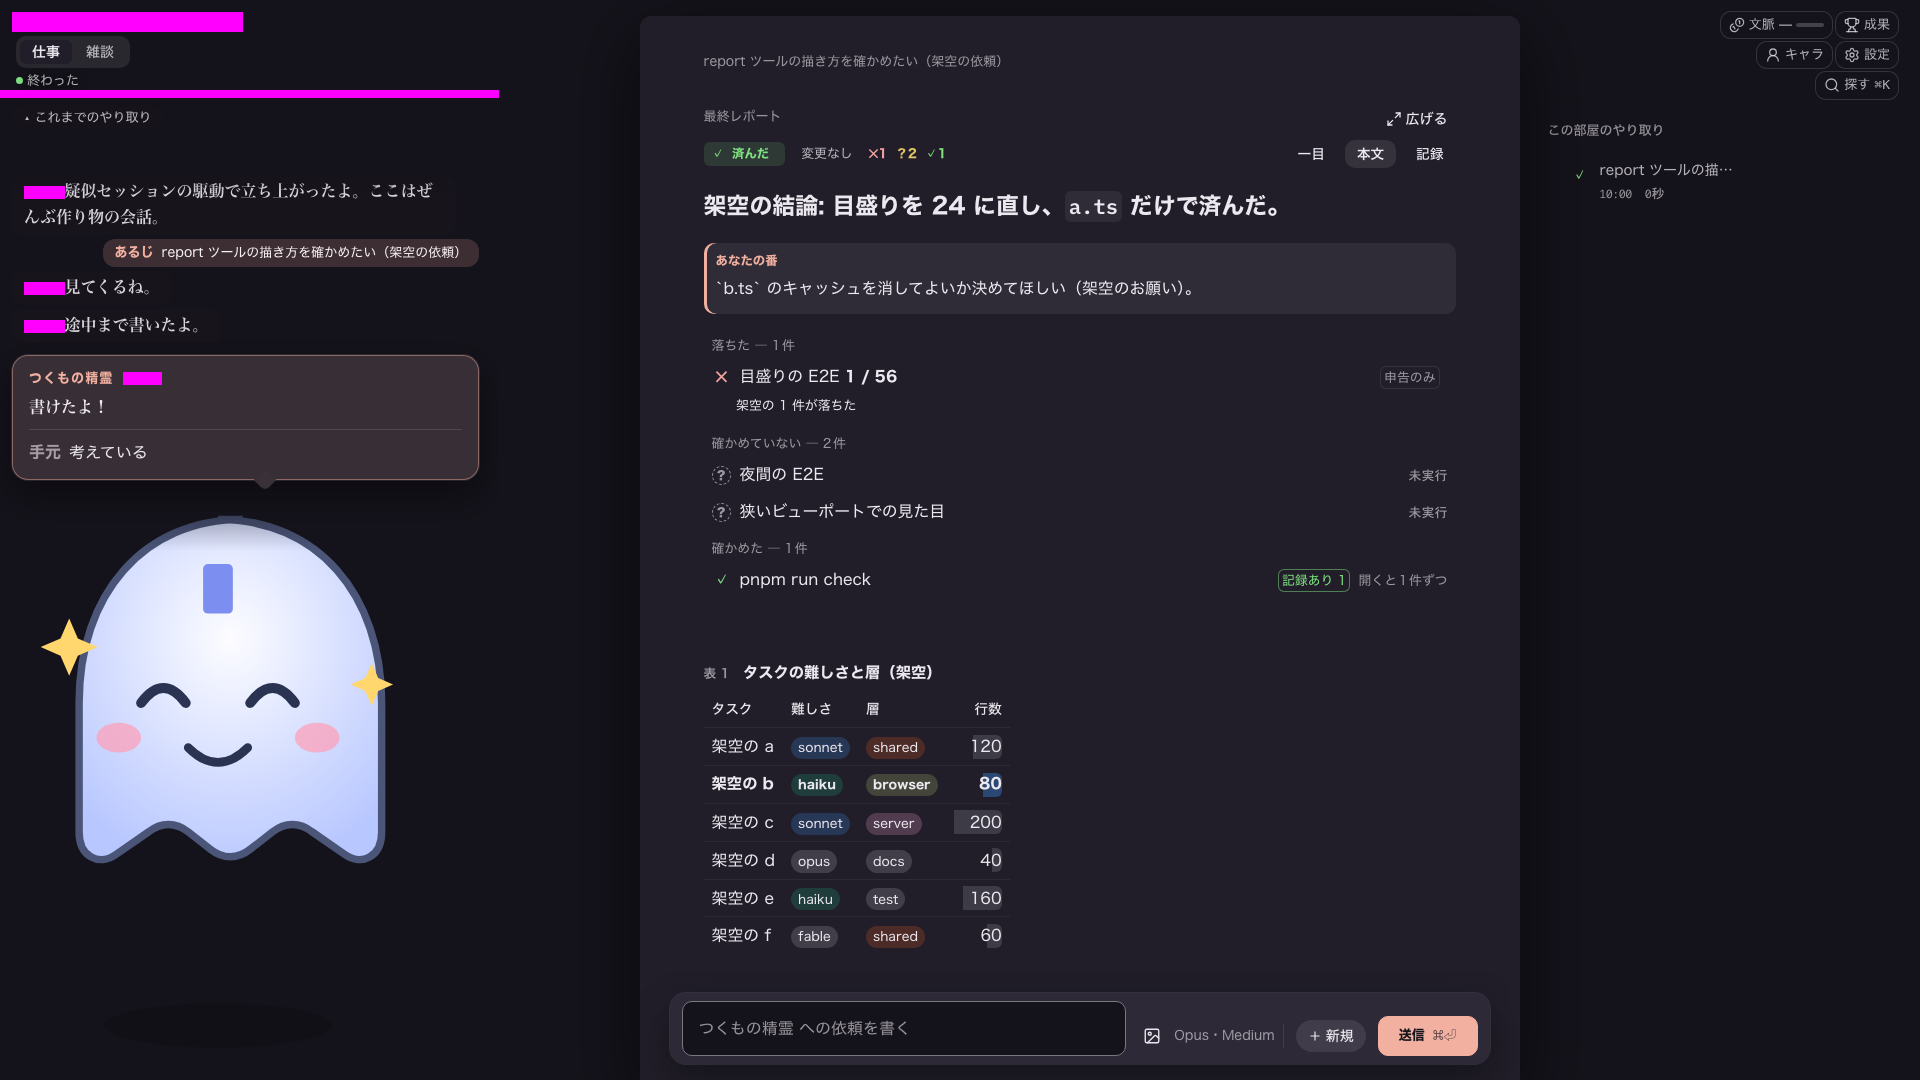 仕事 雑談
終わった
これまでのやり取り
疑似セッションの駆動で立ち上がったよ。ここはぜ
んぶ作り物の会話。
あるじ report ツールの描き方を確かめたい（架空の依頼）
見てくるね。
途中まで書いたよ。
つくもの精霊
書けたよ！
手元 考えている
report ツールの描き方を確かめたい（架空の依頼）
最終レポート
広げる
✓ 済んだ 変更なし ×1 ?2 ✓1
一目 本文 記録
架空の結論: 目盛りを 24 に直し、a.ts だけで済んだ。
あなたの番
`b.ts` のキャッシュを消してよいか決めてほしい（架空のお願い）。
落ちた — 1件
× 目盛りの E2E 1 / 56 申告のみ
架空の 1 件が落ちた
確かめていない — 2件
? 夜間の E2E 未実行
? 狭いビューポートでの見た目 未実行
確かめた — 1件
✓ pnpm run check 記録あり 1 開くと1件ずつ
表 1 タスクの難しさと層（架空）
タスク 難しさ 層 行数
架空の a sonnet shared 120
架空の b haiku browser 80
架空の c sonnet server 200
架空の d opus docs 40
架空の e haiku test 160
架空の f fable shared 60
つくもの精霊 への依頼を書く
Opus・Medium
+ 新規
送信 ⌘⏎
文脈 — 成果
キャラ 設定
探す ⌘K
この部屋のやり取り
✓ report ツールの描…
10:00 0秒